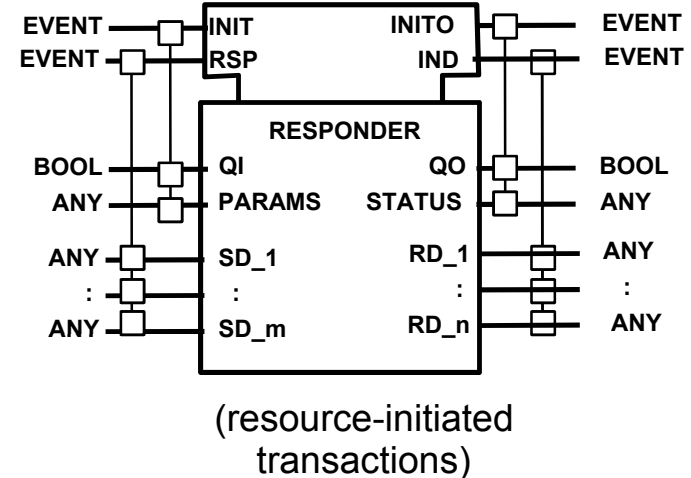 EVENT INIT INITO EVENT
EVENT RSP IND EVENT
RESPONDER
BOOL QI QO BOOL
ANY PARAMS STATUS ANY
ANY SD_1 RD_1 ANY
: : : :
ANY SD_m RD_n ANY
(resource-initiated
transactions)